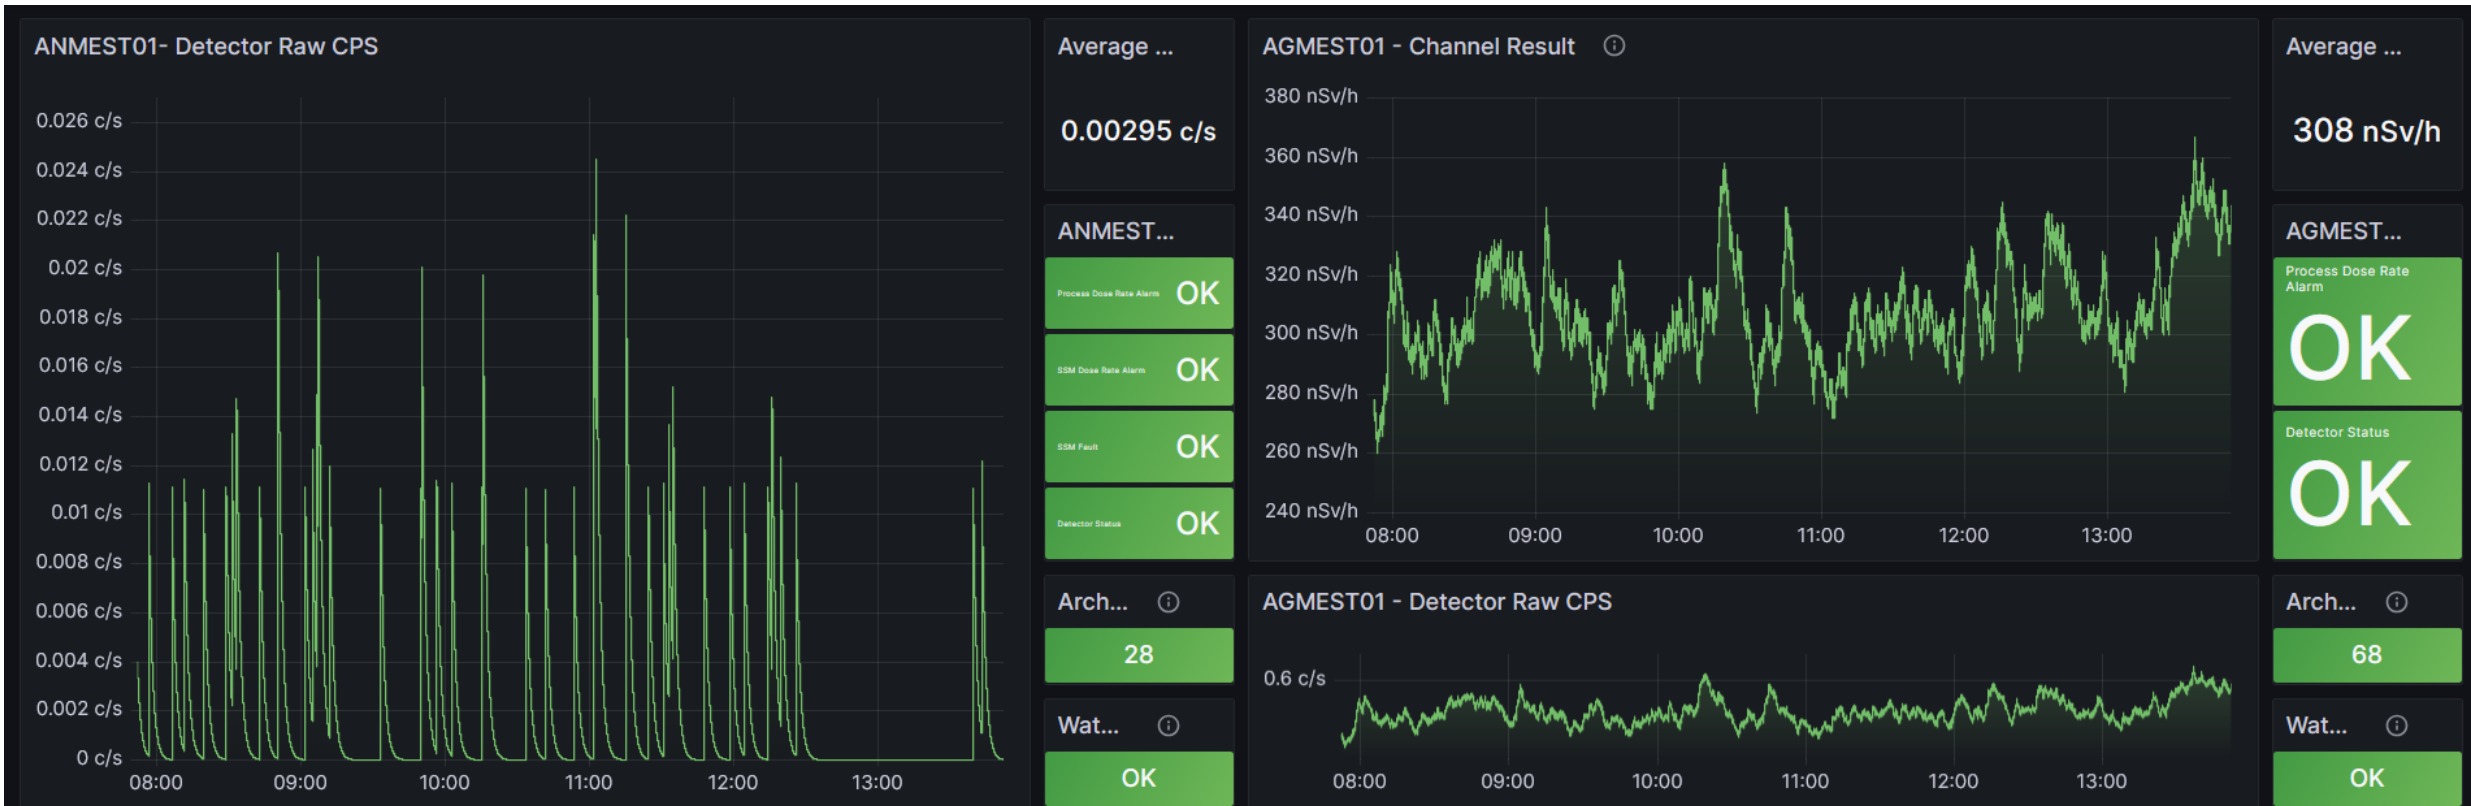 ANMEST01- Detector Raw CPS
0.026 c/s
0.024 c/s
0.022 c/s
0.02 c/s
0.018 c/s
0.016 c/s
0.014 c/s
0.012 c/s
0.01 c/s
0.008 c/s
0.006 c/s
0.004 c/s
0.002 c/s
0 c/s
08:00 09:00 10:00 11:00 12:00 13:00
Average ...
0.00295 c/s
ANMEST...
Process Dose Rate Alarm OK
SSM Dose Rate Alarm OK
SSM Fault OK
Detector Status OK
Arch...
28
Wat...
OK
AGMEST01 - Channel Result
380 nSv/h
360 nSv/h
340 nSv/h
320 nSv/h
300 nSv/h
280 nSv/h
260 nSv/h
240 nSv/h
08:00 09:00 10:00 11:00 12:00 13:00
AGMEST01 - Detector Raw CPS
0.6 c/s
08:00 09:00 10:00 11:00 12:00 13:00
Average ...
308 nSv/h
AGMEST...
Process Dose Rate
Alarm
OK
Detector Status
OK
Arch...
68
Wat...
OK